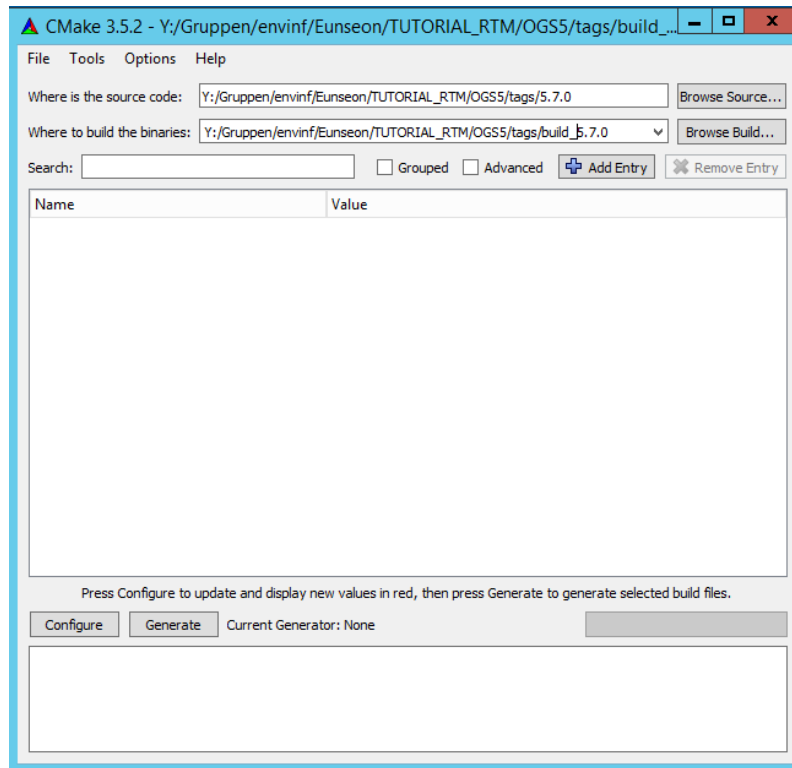 CMake 3.5.2 - Y:/Gruppen/envinf/Eunseon/TUTORIAL_RTM/OGS5/tags/build_...
File Tools Options Help
Where is the source code: Y:/Gruppen/envinf/Eunseon/TUTORIAL_RTM/OGS5/tags/5.7.0 Browse Source...
Where to build the binaries: Y:/Gruppen/envinf/Eunseon/TUTORIAL_RTM/OGS5/tags/build_5.7.0 Browse Build...
Search: Grouped Advanced Add Entry Remove Entry
Name Value
Press Configure to update and display new values in red, then press Generate to generate selected build files.
Configure Generate Current Generator: None